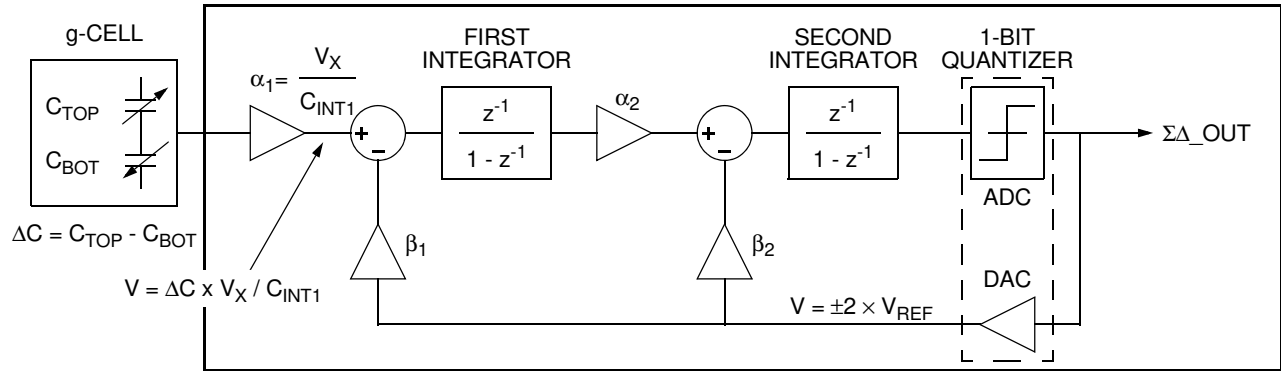 g-CELL
C_TOP
C_BOT
ΔC = C_TOP - C_BOT
α₁= V_X / C_INT1
V = ΔC x V_X / C_INT1
FIRST
INTEGRATOR
z⁻¹
1 - z⁻¹
α₂
β₁
SECOND
INTEGRATOR
z⁻¹
1 - z⁻¹
β₂
1-BIT
QUANTIZER
ADC
DAC
V = ±2 × V_REF
ΣΔ_OUT